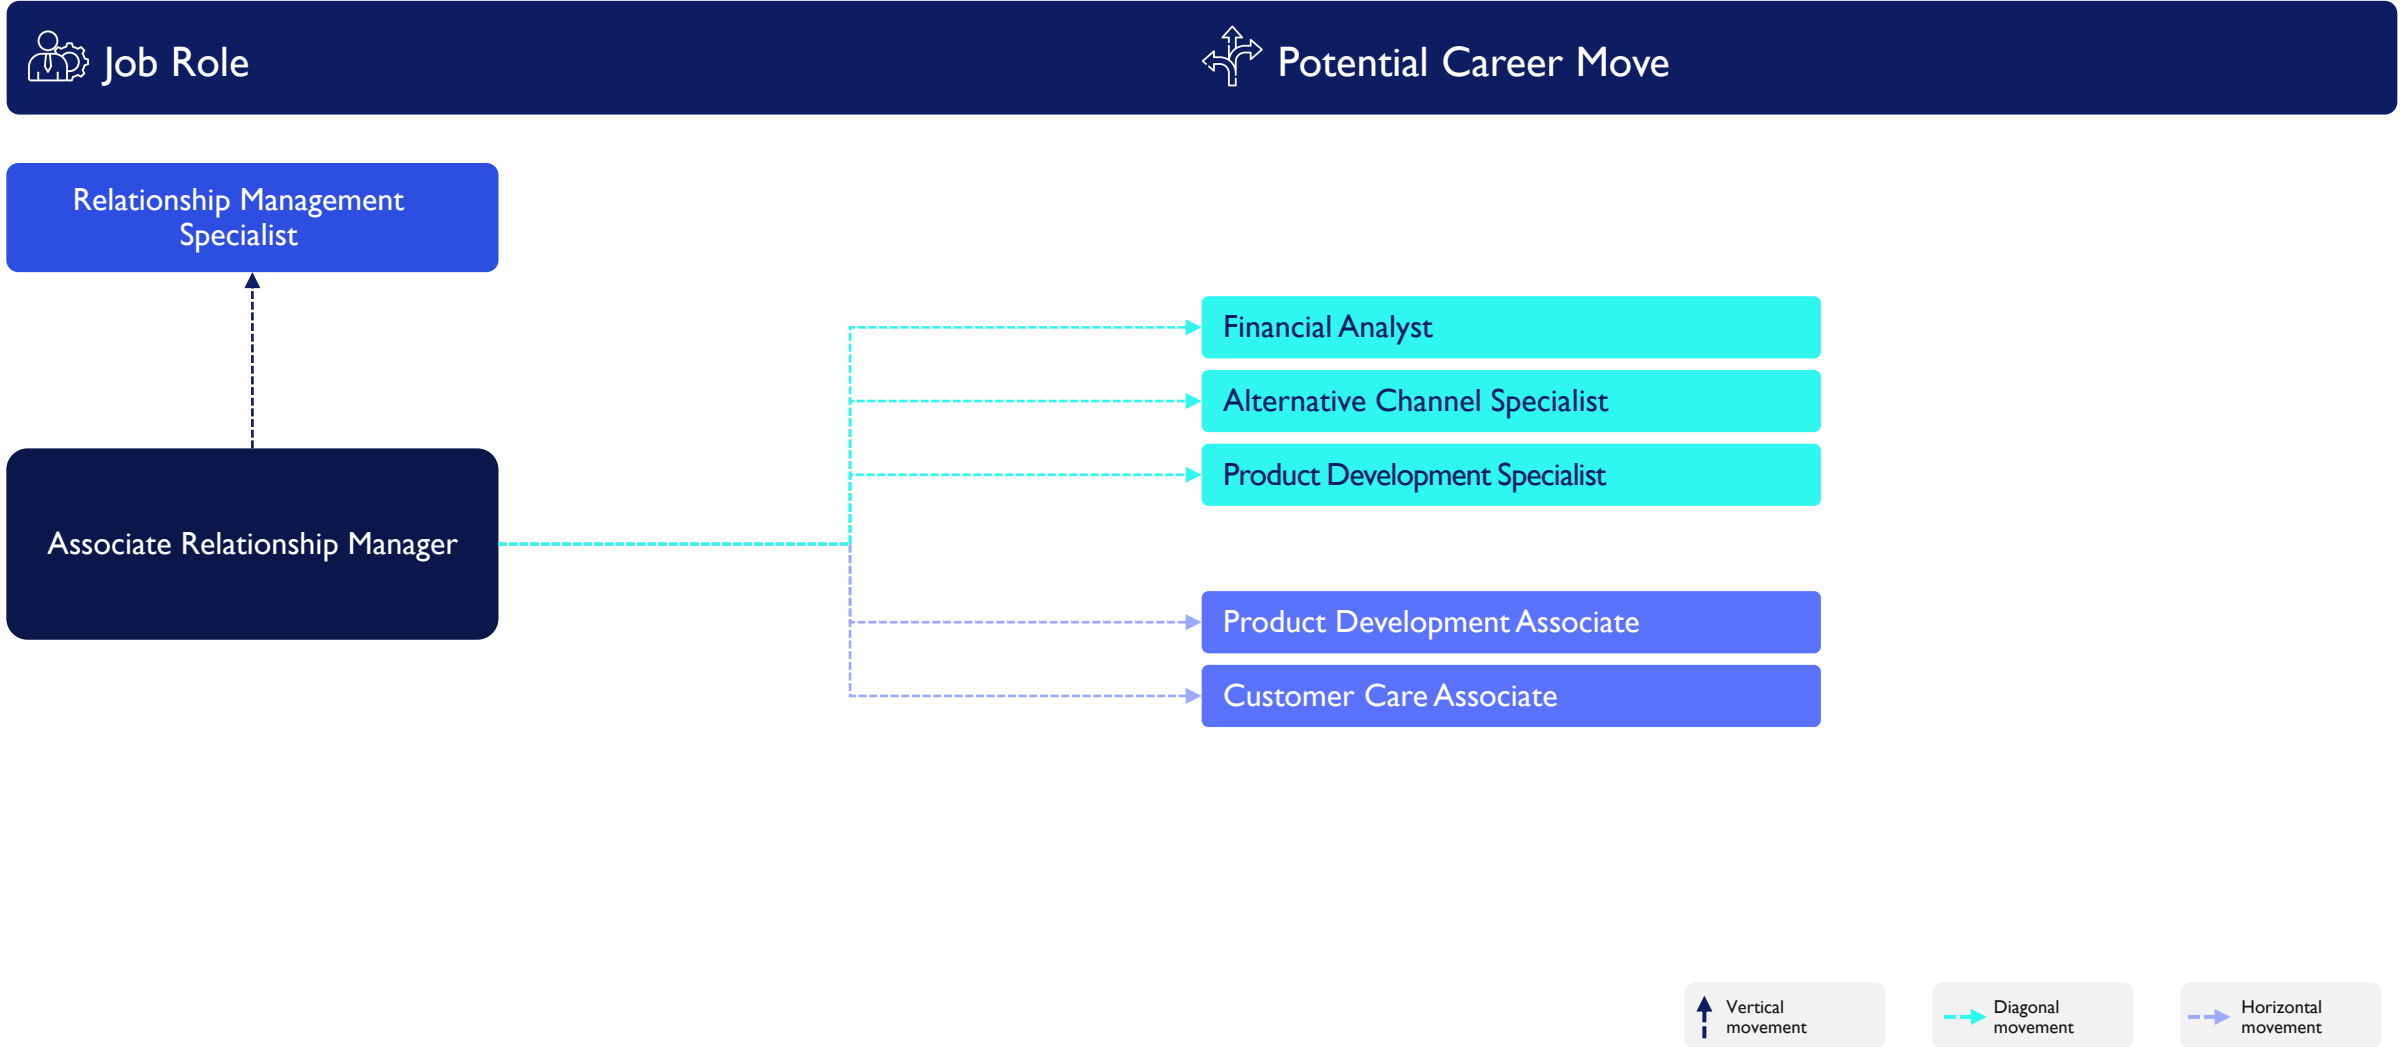 Job Role
Potential Career Move
Relationship Management
Specialist
Financial Analyst
Alternative Channel Specialist
Product Development Specialist
Associate Relationship Manager
Product Development Associate
Customer Care Associate
Vertical
movement
Diagonal
movement
Horizontal
movement